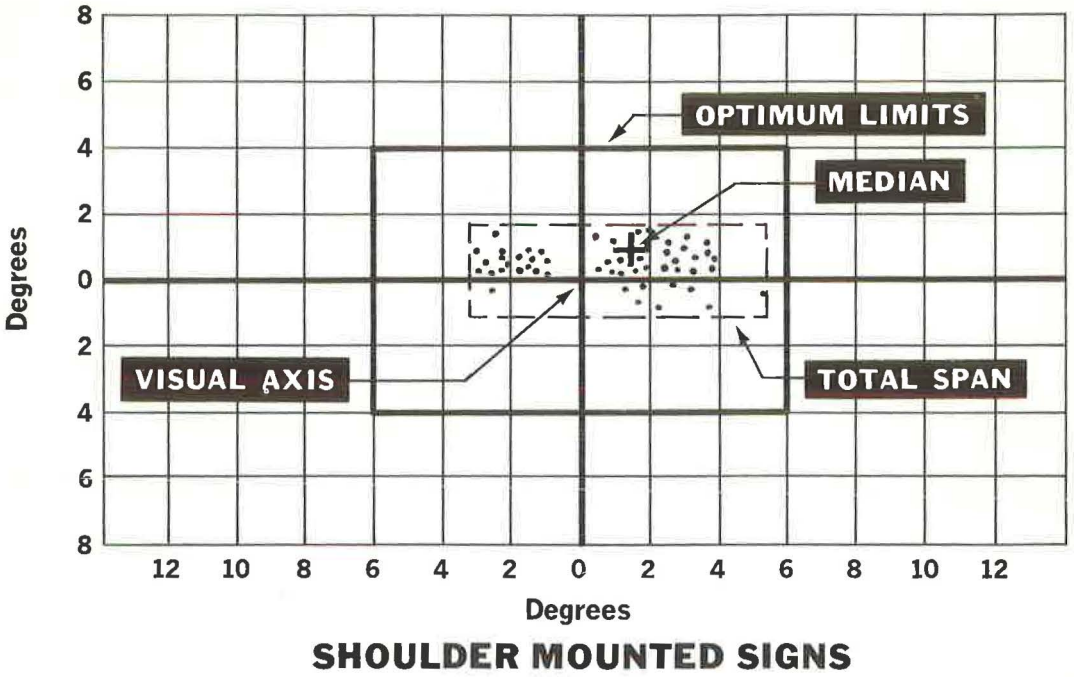 8
6
4
2
0
2
4
6
8
Degrees
OPTIMUM LIMITS
MEDIAN
VISUAL AXIS
TOTAL SPAN
12 10 8 6 4 2 0 2 4 6 8 10 12
Degrees
SHOULDER MOUNTED SIGNS